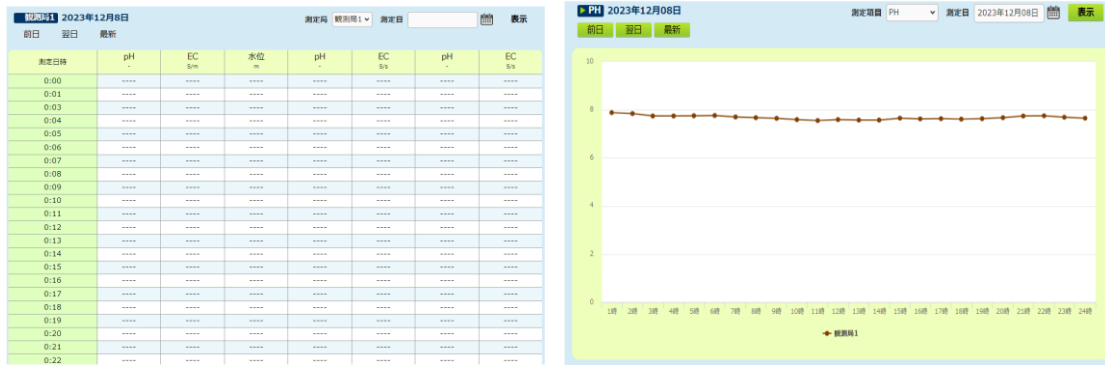 観測局1 2023年12月8日 測定局 観測局1 測定日 表示
前日 翌日 最新
測定日時 pH EC 水位 pH EC pH EC
- S/m m - S/s - S/s
0:00 ---- ---- ---- ---- ---- ---- ----
0:01 ---- ---- ---- ---- ---- ---- ----
0:03 ---- ---- ---- ---- ---- ---- ----
0:04 ---- ---- ---- ---- ---- ---- ----
0:05 ---- ---- ---- ---- ---- ---- ----
0:06 ---- ---- ---- ---- ---- ---- ----
0:07 ---- ---- ---- ---- ---- ---- ----
0:08 ---- ---- ---- ---- ---- ---- ----
0:09 ---- ---- ---- ---- ---- ---- ----
0:10 ---- ---- ---- ---- ---- ---- ----
0:11 ---- ---- ---- ---- ---- ---- ----
0:12 ---- ---- ---- ---- ---- ---- ----
0:13 ---- ---- ---- ---- ---- ---- ----
0:14 ---- ---- ---- ---- ---- ---- ----
0:15 ---- ---- ---- ---- ---- ---- ----
0:16 ---- ---- ---- ---- ---- ---- ----
0:17 ---- ---- ---- ---- ---- ---- ----
0:18 ---- ---- ---- ---- ---- ---- ----
0:19 ---- ---- ---- ---- ---- ---- ----
0:20 ---- ---- ---- ---- ---- ---- ----
0:21 ---- ---- ---- ---- ---- ---- ----
0:22 ---- ---- ---- ---- ---- ---- ----
PH 2023年12月08日 測定項目 PH 測定日 2023年12月08日 表示
前日 翌日 最新
10
8
6
4
2
0
1時 2時 3時 4時 5時 6時 7時 8時 9時 10時 11時 12時 13時 14時 15時 16時 17時 18時 19時 20時 21時 22時 23時 24時
観測局1